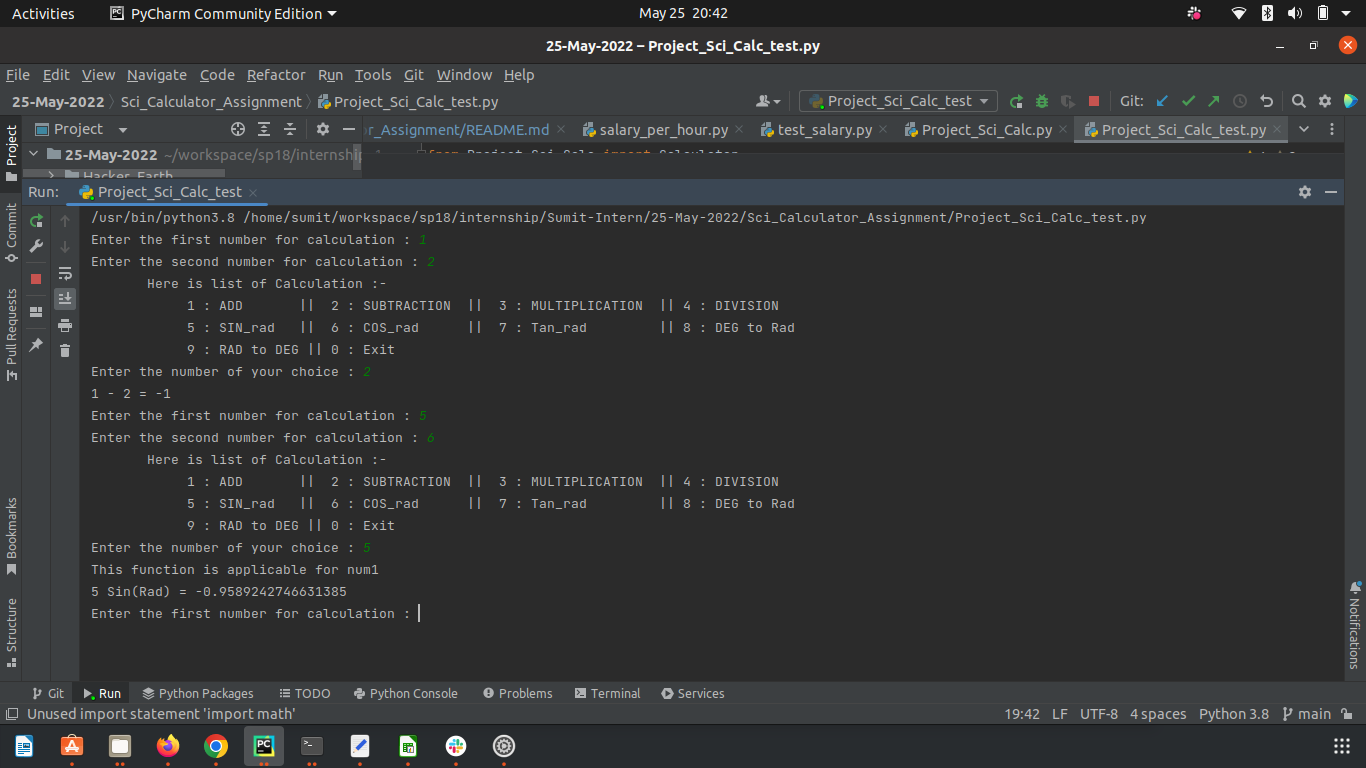 Activities PyCharm Community Edition May 25 20:42
25-May-2022 – Project_Sci_Calc_test.py
File Edit View Navigate Code Refactor Run Tools Git Window Help
25-May-2022 Sci_Calculator_Assignment Project_Sci_Calc_test.py Project_Sci_Calc_test Git:
Project r_Assignment/README.md salary_per_hour.py test_salary.py Project_Sci_Calc.py Project_Sci_Calc_test.py
25-May-2022 ~/workspace/sp18/internship 1 from Project_Sci_Calc import Calculator
Hacker_Earth
Run: Project_Sci_Calc_test
/usr/bin/python3.8 /home/sumit/workspace/sp18/internship/Sumit-Intern/25-May-2022/Sci_Calculator_Assignment/Project_Sci_Calc_test.py
Enter the first number for calculation : 1
Enter the second number for calculation : 2
Here is list of Calculation :-
1 : ADD || 2 : SUBTRACTION || 3 : MULTIPLICATION || 4 : DIVISION
5 : SIN_rad || 6 : COS_rad || 7 : Tan_rad || 8 : DEG to Rad
9 : RAD to DEG || 0 : Exit
Enter the number of your choice : 2
1 - 2 = -1
Enter the first number for calculation : 5
Enter the second number for calculation : 6
Here is list of Calculation :-
1 : ADD || 2 : SUBTRACTION || 3 : MULTIPLICATION || 4 : DIVISION
5 : SIN_rad || 6 : COS_rad || 7 : Tan_rad || 8 : DEG to Rad
9 : RAD to DEG || 0 : Exit
Enter the number of your choice : 5
This function is applicable for num1
5 Sin(Rad) = -0.9589242746631385
Enter the first number for calculation :
Project
Commit
Pull Requests
Bookmarks
Structure
Notifications
Git Run Python Packages TODO Python Console Problems Terminal Services
Unused import statement 'import math' 19:42 LF UTF-8 4 spaces Python 3.8 main